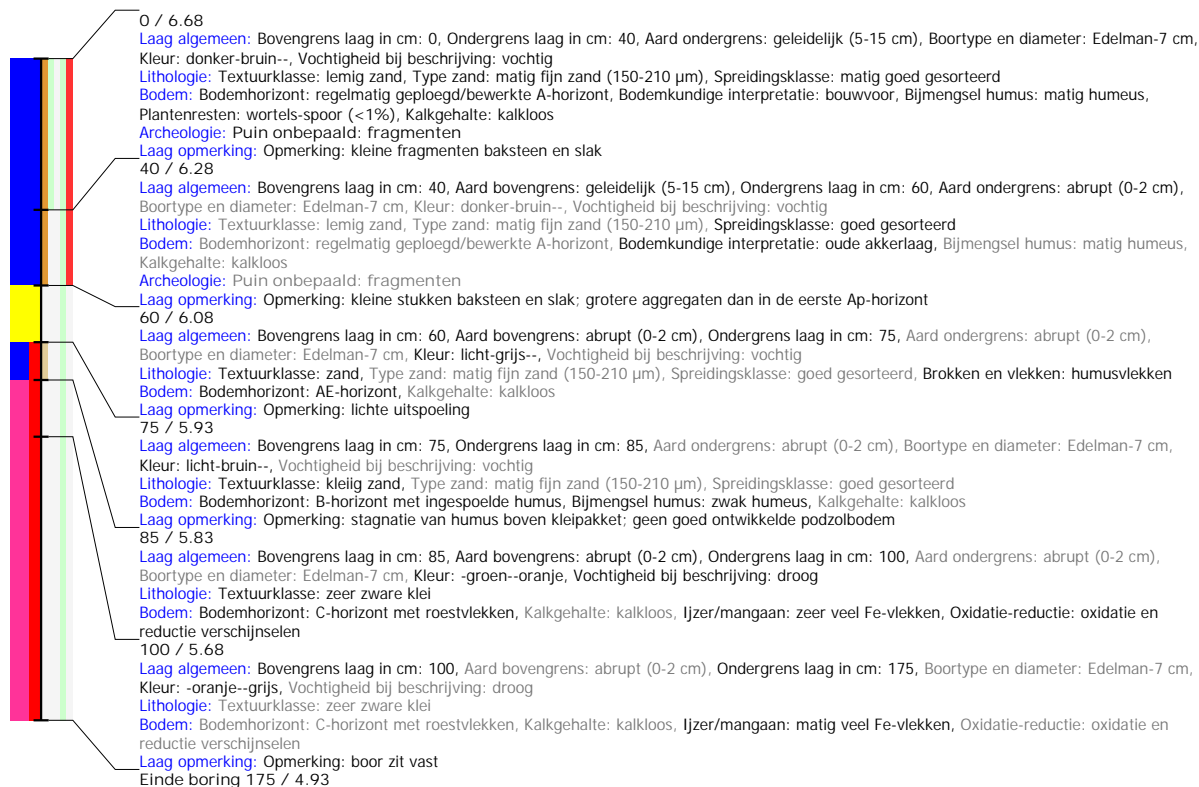 0 / 6.68
Laag algemeen: Bovengrens laag in cm: 0, Ondergrens laag in cm: 40, Aard ondergrens: geleidelijk (5-15 cm), Boortype en diameter: Edelman-7 cm,
Kleur: donker-bruin--, Vochtigheid bij beschrijving: vochtig
Lithologie: Textuurklasse: lemig zand, Type zand: matig fijn zand (150-210 µm), Spreidingsklasse: matig goed gesorteerd
Bodem: Bodemhorizont: regelmatig geploegd/bewerkte A-horizont, Bodemkundige interpretatie: bouwvoor, Bijmengsel humus: matig humeus,
Plantenresten: wortels-spoor (<1%), Kalkgehalte: kalkloos
Archeologie: Puin onbepaald: fragmenten
Laag opmerking: Opmerking: kleine fragmenten baksteen en slak
40 / 6.28
Laag algemeen: Bovengrens laag in cm: 40, Aard bovengrens: geleidelijk (5-15 cm), Ondergrens laag in cm: 60, Aard ondergrens: abrupt (0-2 cm),
Boortype en diameter: Edelman-7 cm, Kleur: donker-bruin--, Vochtigheid bij beschrijving: vochtig
Lithologie: Textuurklasse: lemig zand, Type zand: matig fijn zand (150-210 µm), Spreidingsklasse: goed gesorteerd
Bodem: Bodemhorizont: regelmatig geploegd/bewerkte A-horizont, Bodemkundige interpretatie: oude akkerlaag, Bijmengsel humus: matig humeus,
Kalkgehalte: kalkloos
Archeologie: Puin onbepaald: fragmenten
Laag opmerking: Opmerking: kleine stukken baksteen en slak; grotere aggregaten dan in de eerste Ap-horizont
60 / 6.08
Laag algemeen: Bovengrens laag in cm: 60, Aard bovengrens: abrupt (0-2 cm), Ondergrens laag in cm: 75, Aard ondergrens: abrupt (0-2 cm),
Boortype en diameter: Edelman-7 cm, Kleur: licht-grijs--, Vochtigheid bij beschrijving: vochtig
Lithologie: Textuurklasse: zand, Type zand: matig fijn zand (150-210 µm), Spreidingsklasse: goed gesorteerd, Brokken en vlekken: humusvlekken
Bodem: Bodemhorizont: AE-horizont, Kalkgehalte: kalkloos
Laag opmerking: Opmerking: lichte uitspoeling
75 / 5.93
Laag algemeen: Bovengrens laag in cm: 75, Ondergrens laag in cm: 85, Aard ondergrens: abrupt (0-2 cm), Boortype en diameter: Edelman-7 cm,
Kleur: licht-bruin--, Vochtigheid bij beschrijving: vochtig
Lithologie: Textuurklasse: kleiig zand, Type zand: matig fijn zand (150-210 µm), Spreidingsklasse: goed gesorteerd
Bodem: Bodemhorizont: B-horizont met ingespoelde humus, Bijmengsel humus: zwak humeus, Kalkgehalte: kalkloos
Laag opmerking: Opmerking: stagnatie van humus boven kleipakket; geen goed ontwikkelde podzolbodem
85 / 5.83
Laag algemeen: Bovengrens laag in cm: 85, Aard bovengrens: abrupt (0-2 cm), Ondergrens laag in cm: 100, Aard ondergrens: abrupt (0-2 cm),
Boortype en diameter: Edelman-7 cm, Kleur: -groen--oranje, Vochtigheid bij beschrijving: droog
Lithologie: Textuurklasse: zeer zware klei
Bodem: Bodemhorizont: C-horizont met roestvlekken, Kalkgehalte: kalkloos, Ijzer/mangaan: zeer veel Fe-vlekken, Oxidatie-reductie: oxidatie en
reductie verschijnselen
100 / 5.68
Laag algemeen: Bovengrens laag in cm: 100, Aard bovengrens: abrupt (0-2 cm), Ondergrens laag in cm: 175, Boortype en diameter: Edelman-7 cm,
Kleur: -oranje--grijs, Vochtigheid bij beschrijving: droog
Lithologie: Textuurklasse: zeer zware klei
Bodem: Bodemhorizont: C-horizont met roestvlekken, Kalkgehalte: kalkloos, Ijzer/mangaan: matig veel Fe-vlekken, Oxidatie-reductie: oxidatie en
reductie verschijnselen
Laag opmerking: Opmerking: boor zit vast
Einde boring 175 / 4.93